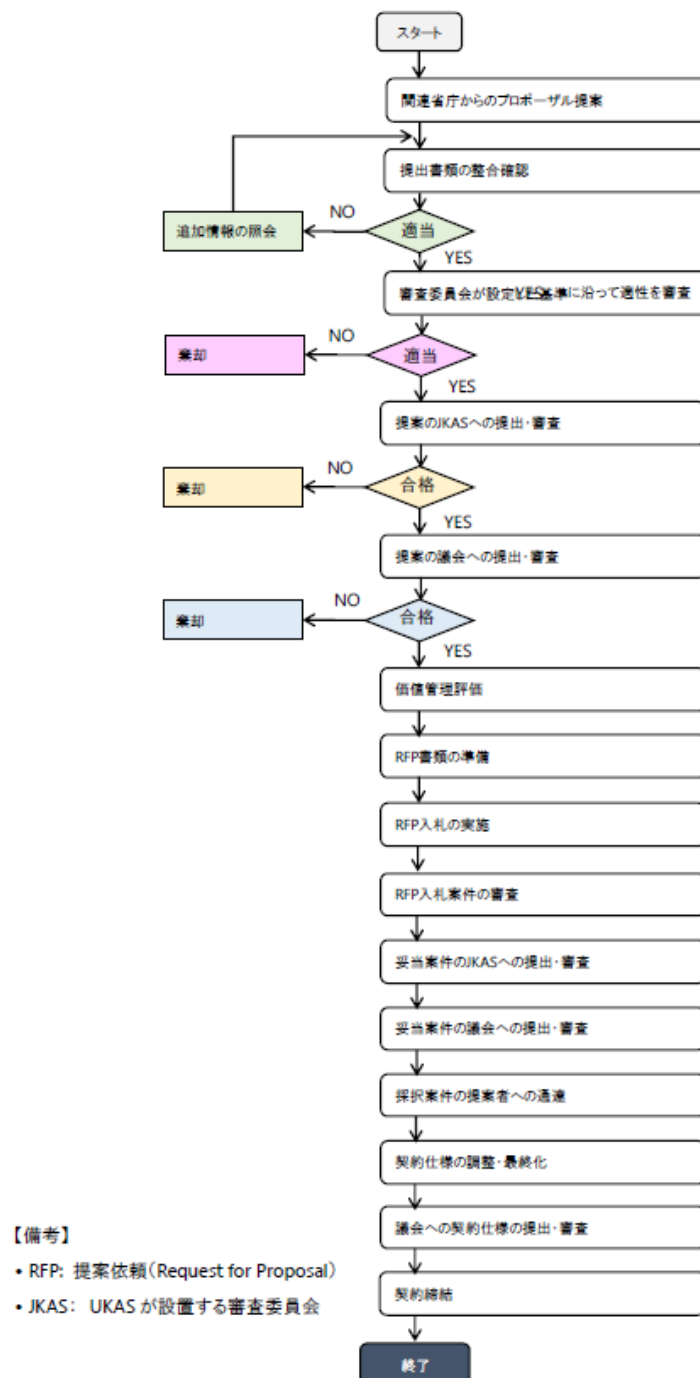 スタート
関連省庁からのプロポーザル提案
提出書類の整合確認
NO
追加情報の照会
適当
YES
審査委員会が設定した基準に沿って適性を審査
NO
棄却
適当
YES
提案のJKASへの提出・審査
NO
棄却
合格
YES
提案の議会への提出・審査
NO
棄却
合格
YES
価値管理評価
RFP書類の準備
RFP入札の実施
RFP入札案件の審査
妥当案件のJKASへの提出・審査
妥当案件の議会への提出・審査
採択案件の提案者への通達
契約仕様の調整・最終化
議会への契約仕様の提出・審査
契約締結
終了
【備考】
• RFP: 提案依頼(Request for Proposal)
• JKAS: UKAS が設置する審査委員会